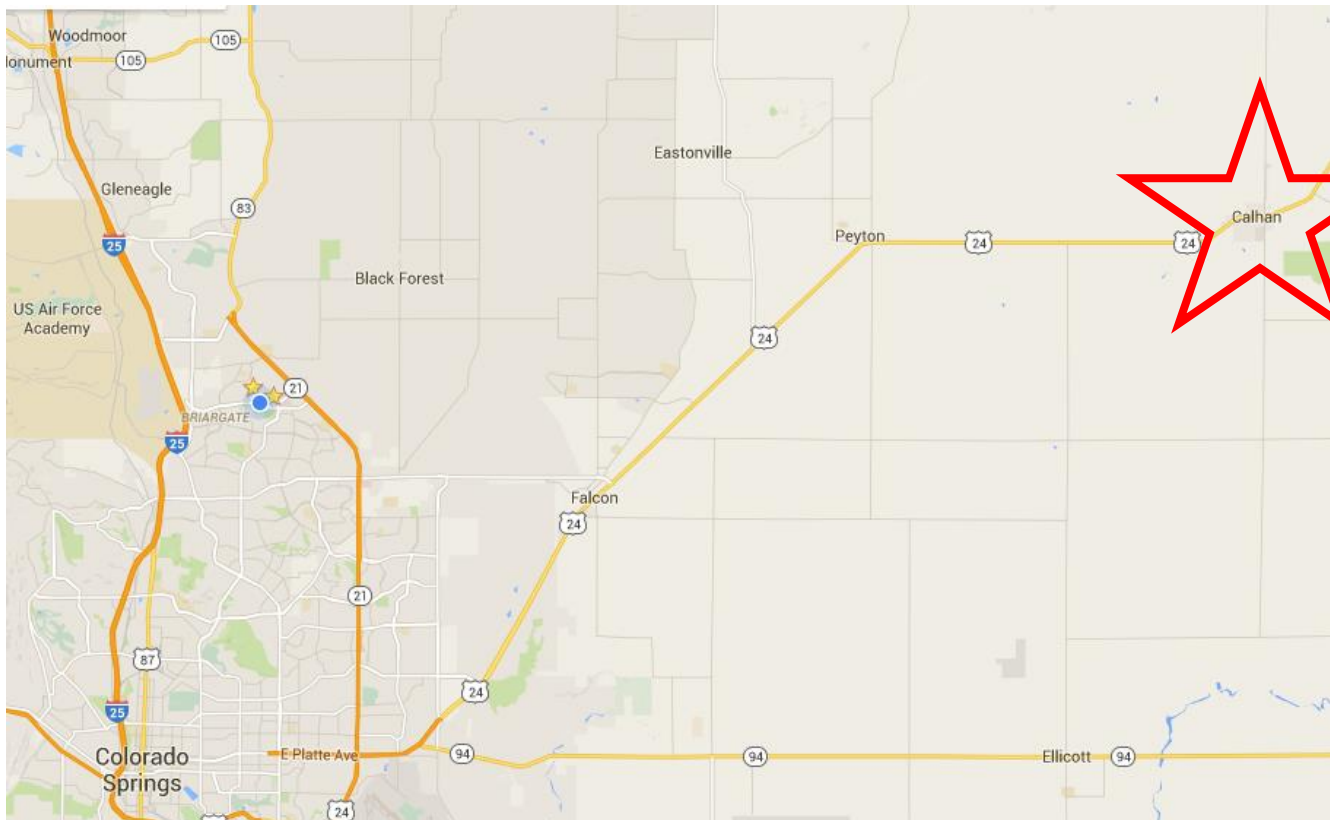 Woodmoor
105
105
onument
Eastonville
Gleneagle
83
Calhan
25
Peyton
24
24
Black Forest
US Air Force
Academy
24
21
BRIARGATE
25
Falcon
24
21
87
24
25
Colorado
Springs
E Platte Ave
94
94
Ellicott
94
24